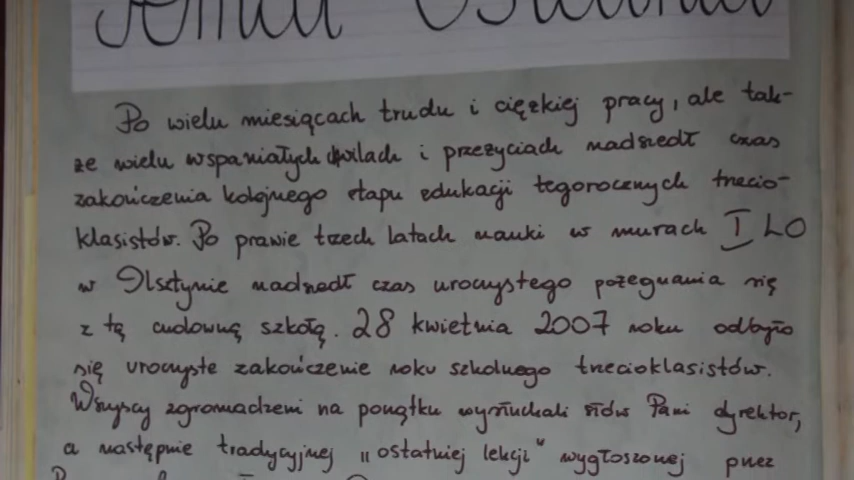 Po wielu miesiącach trudu i ciężkiej pracy, ale tak-
że wielu wspaniałych chwilach i przeżyciach nadszedł czas
zakończenia kolejnego etapu edukacji tegorocznych trzecio-
klasistów. Po prawie trzech latach nauki w murach I LO
w Olsztynie nadszedł czas uroczystego pożegnania się
z tą cudowną szkołą. 28 kwietnia 2007 roku odbyło
się uroczyste zakończenie roku szkolnego trzecioklasistów.
Wszyscy zgromadzeni na początku wysłuchali słów Pani dyrektor,
a następnie tradycyjnej „ostatniej lekcji" wygłoszonej przez